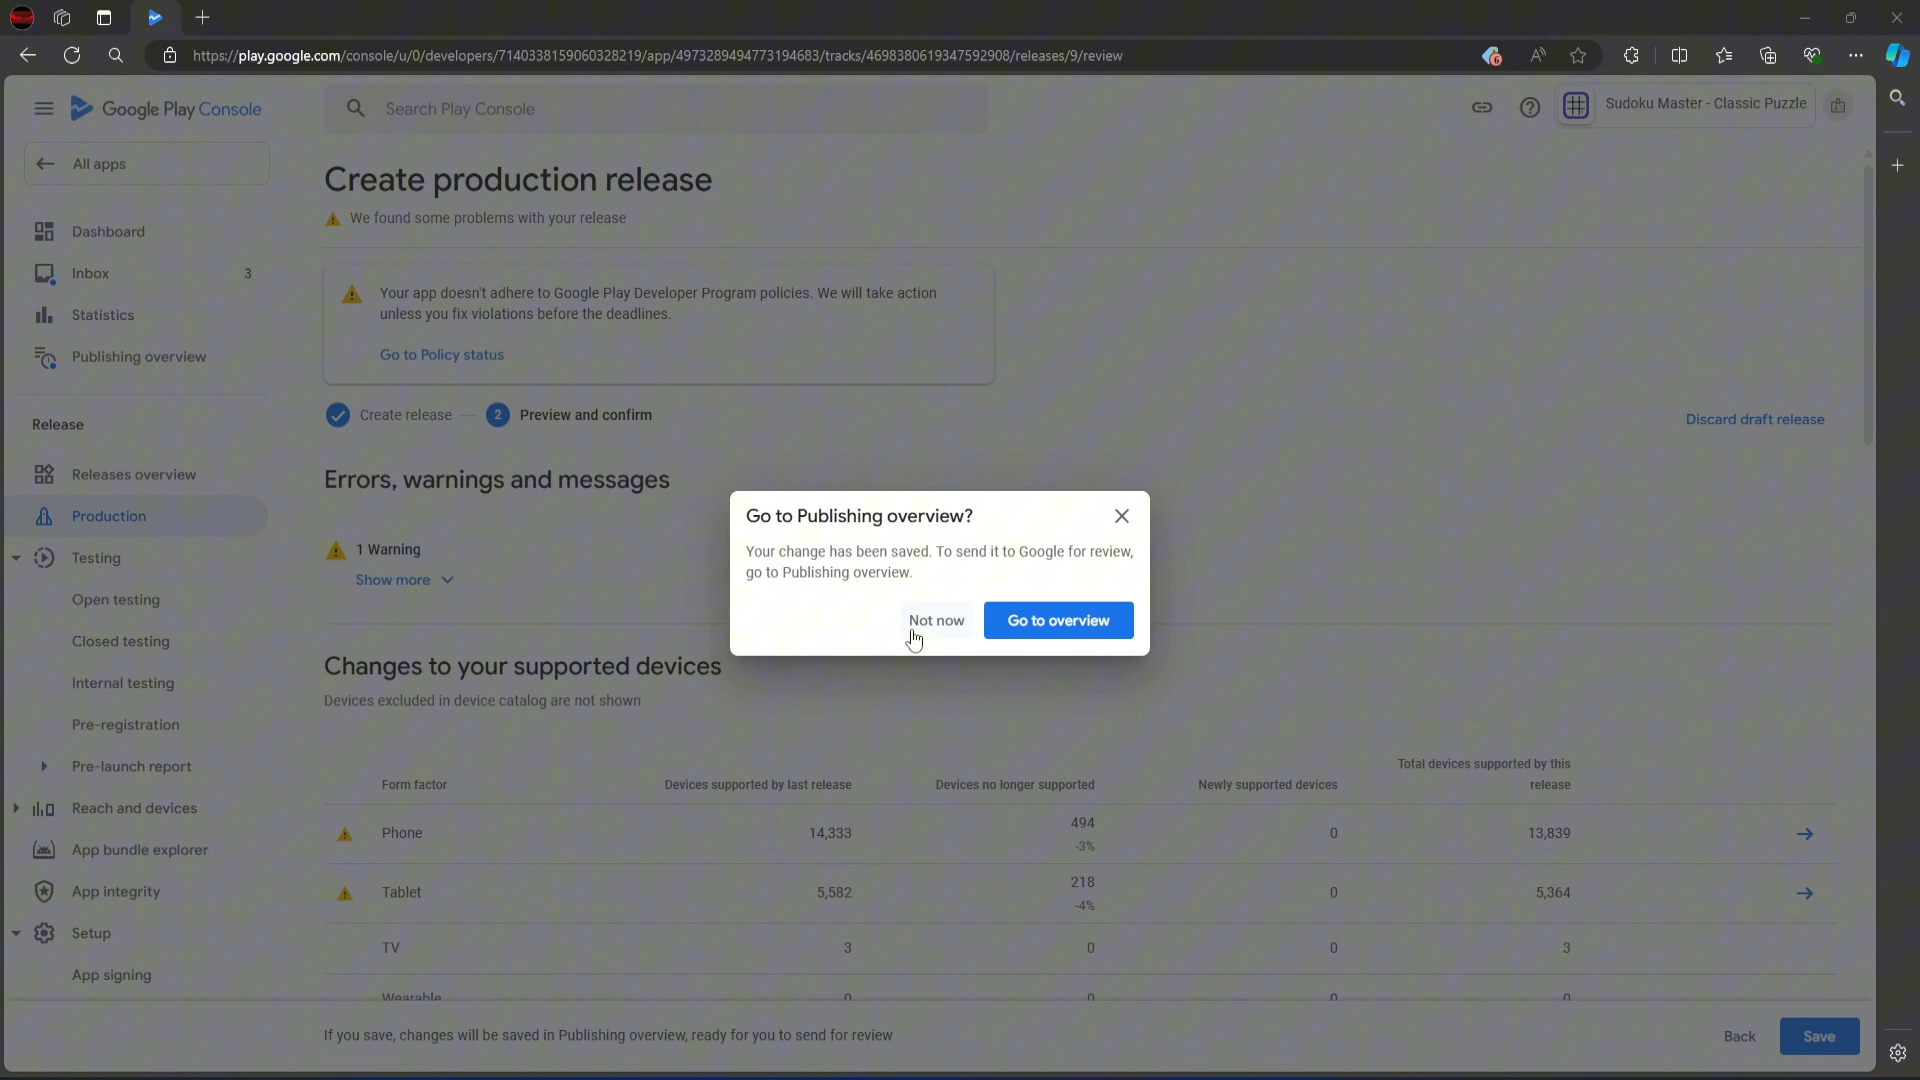 https://play.google.com/console/u/0/developers/7140338159060328219/app/4973289494773194683/tracks/4698380619347592908/releases/9/review
6
Google Play Console
Search Play Console
Sudoku Master - Classic Puzzle
All apps
Dashboard
Inbox 3
Statistics
Publishing overview
Release
Releases overview
Production
Testing
Open testing
Closed testing
Internal testing
Pre-registration
Pre-launch report
Reach and devices
App bundle explorer
App integrity
Setup
App signing
Create production release
We found some problems with your release
Your app doesn't adhere to Google Play Developer Program policies. We will take action
unless you fix violations before the deadlines.
Go to Policy status
Create release 2 Preview and confirm
Discard draft release
Errors, warnings and messages
1 Warning
Show more
Go to Publishing overview?
Your change has been saved. To send it to Google for review,
go to Publishing overview.
Not now Go to overview
Changes to your supported devices
Devices excluded in device catalog are not shown
Form factor Devices supported by last release Devices no longer supported Newly supported devices Total devices supported by this
release
Phone 14,333 494 0 13,839
-3%
Tablet 5,582 218 0 5,364
-4%
TV 3 0 0 3
Wearable 0 0 0 0
If you save, changes will be saved in Publishing overview, ready for you to send for review
Back Save